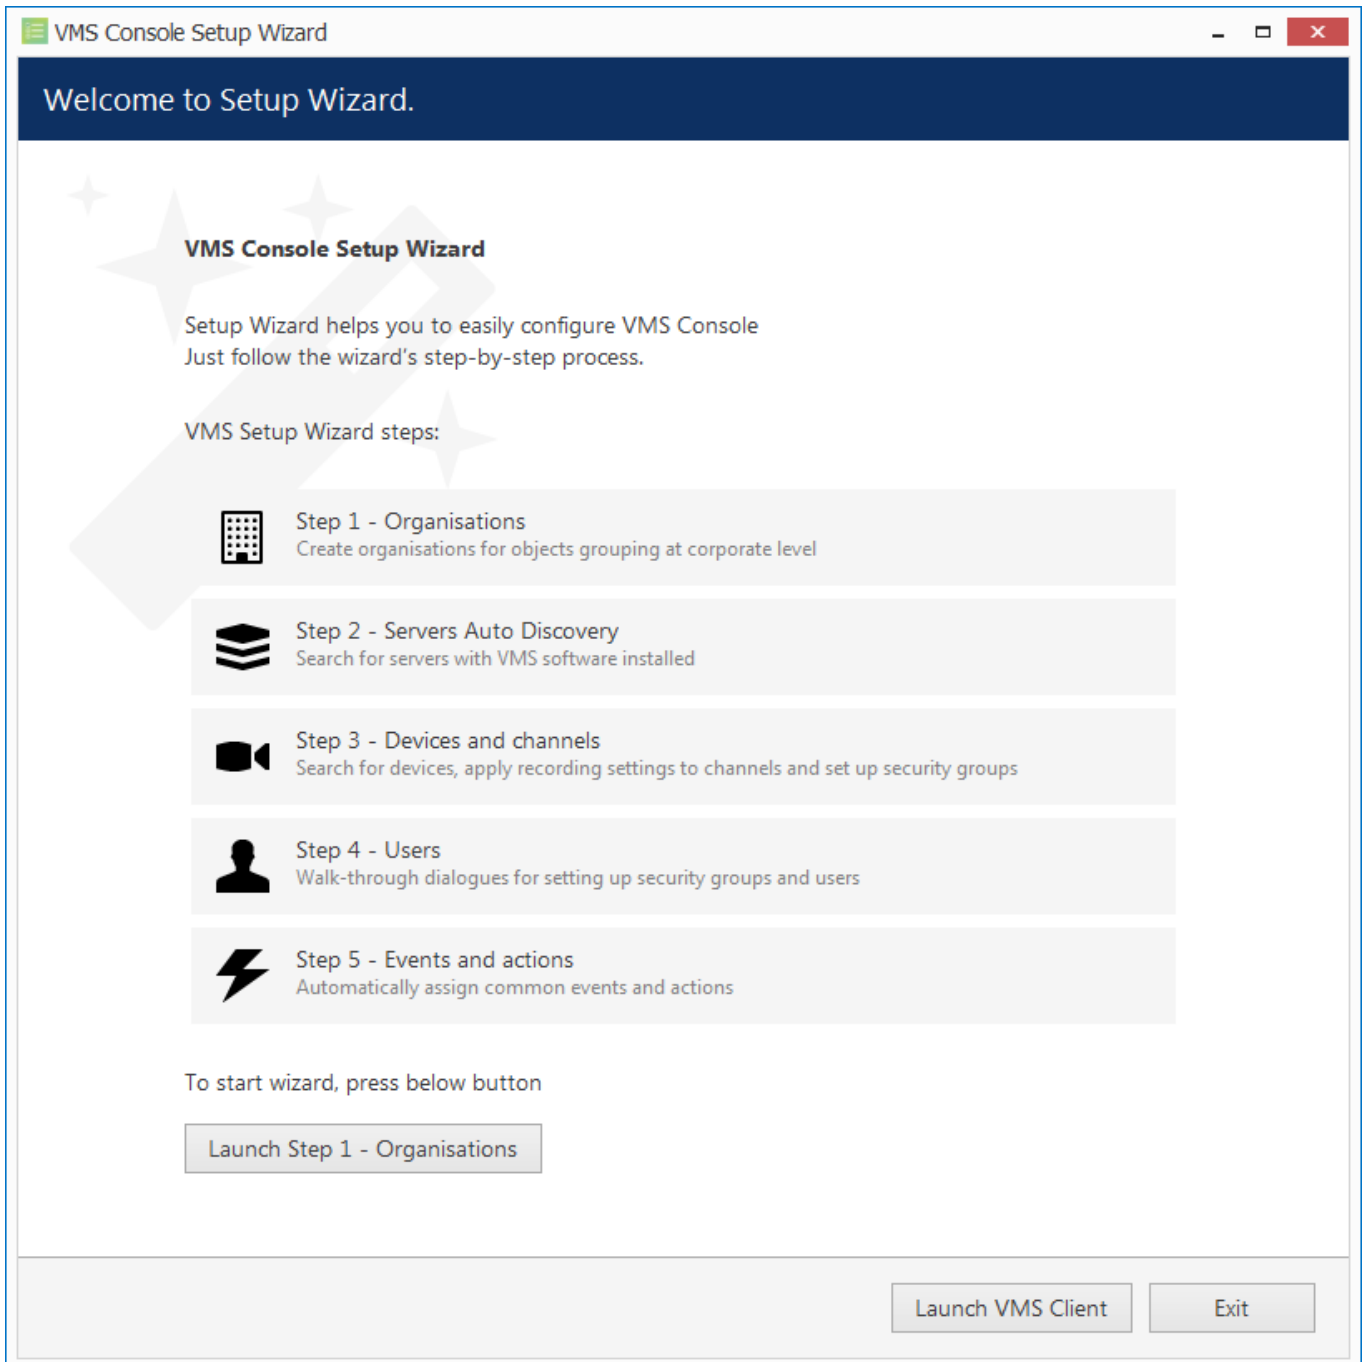 VMS Console Setup Wizard
Welcome to Setup Wizard.
VMS Console Setup Wizard
Setup Wizard helps you to easily configure VMS Console
Just follow the wizard's step-by-step process.
VMS Setup Wizard steps:
Step 1 - Organisations
Create organisations for objects grouping at corporate level
Step 2 - Servers Auto Discovery
Search for servers with VMS software installed
Step 3 - Devices and channels
Search for devices, apply recording settings to channels and set up security groups
Step 4 - Users
Walk-through dialogues for setting up security groups and users
Step 5 - Events and actions
Automatically assign common events and actions
To start wizard, press below button
Launch Step 1 - Organisations
Launch VMS Client
Exit